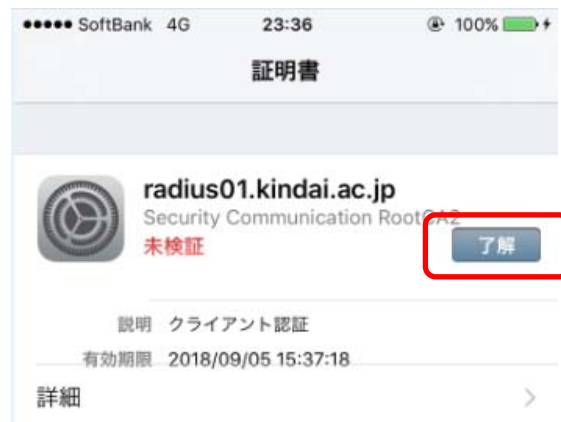 SoftBank 4G 23:36 100%
証明書
radius01.kindai.ac.jp
Security Communication RootCA2
未検証
了解
説明 クライアント認証
有効期限 2018/09/05 15:37:18
詳細